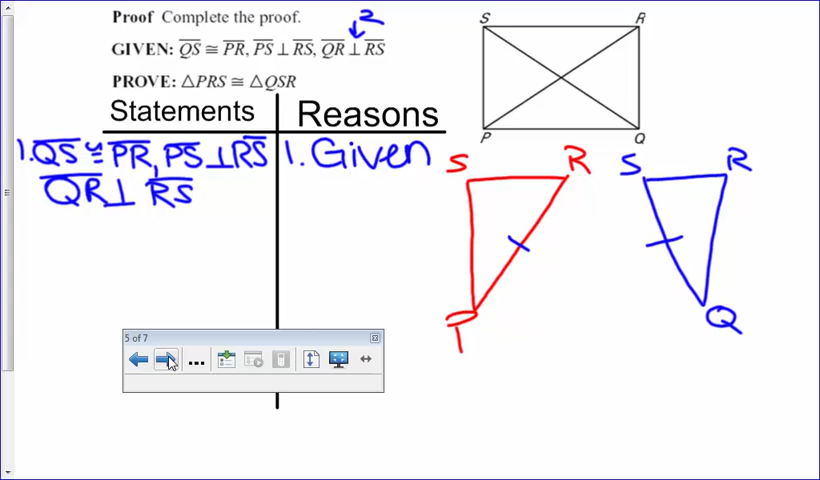 Proof Complete the proof.
2
GIVEN: QS ≅ PR, PS ⊥ RS, QR ⊥ RS
PROVE: △PRS ≅ △QSR
Statements Reasons
1. QS ≅ PR, PS ⊥ RS 1. Given
QR ⊥ RS
S R
P Q
S R S R
P Q
5 of 7
...